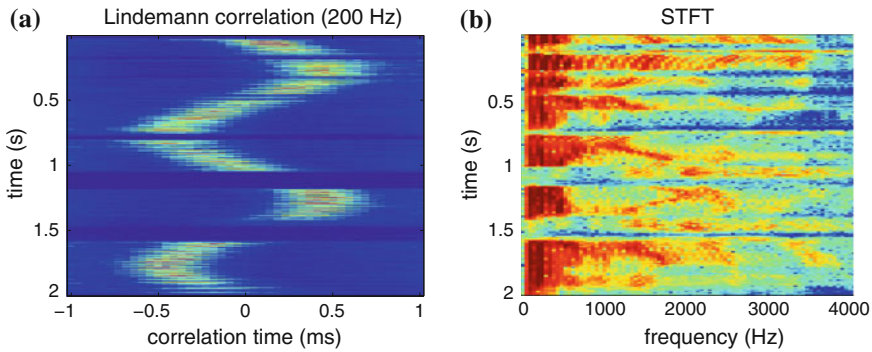 (a) Lindemann correlation (200 Hz)
time (s)
0.5
1
1.5
2
−1 −0.5 0 0.5 1
correlation time (ms)
(b) STFT
time (s)
0.5
1
1.5
2
0 1000 2000 3000 4000
frequency (Hz)